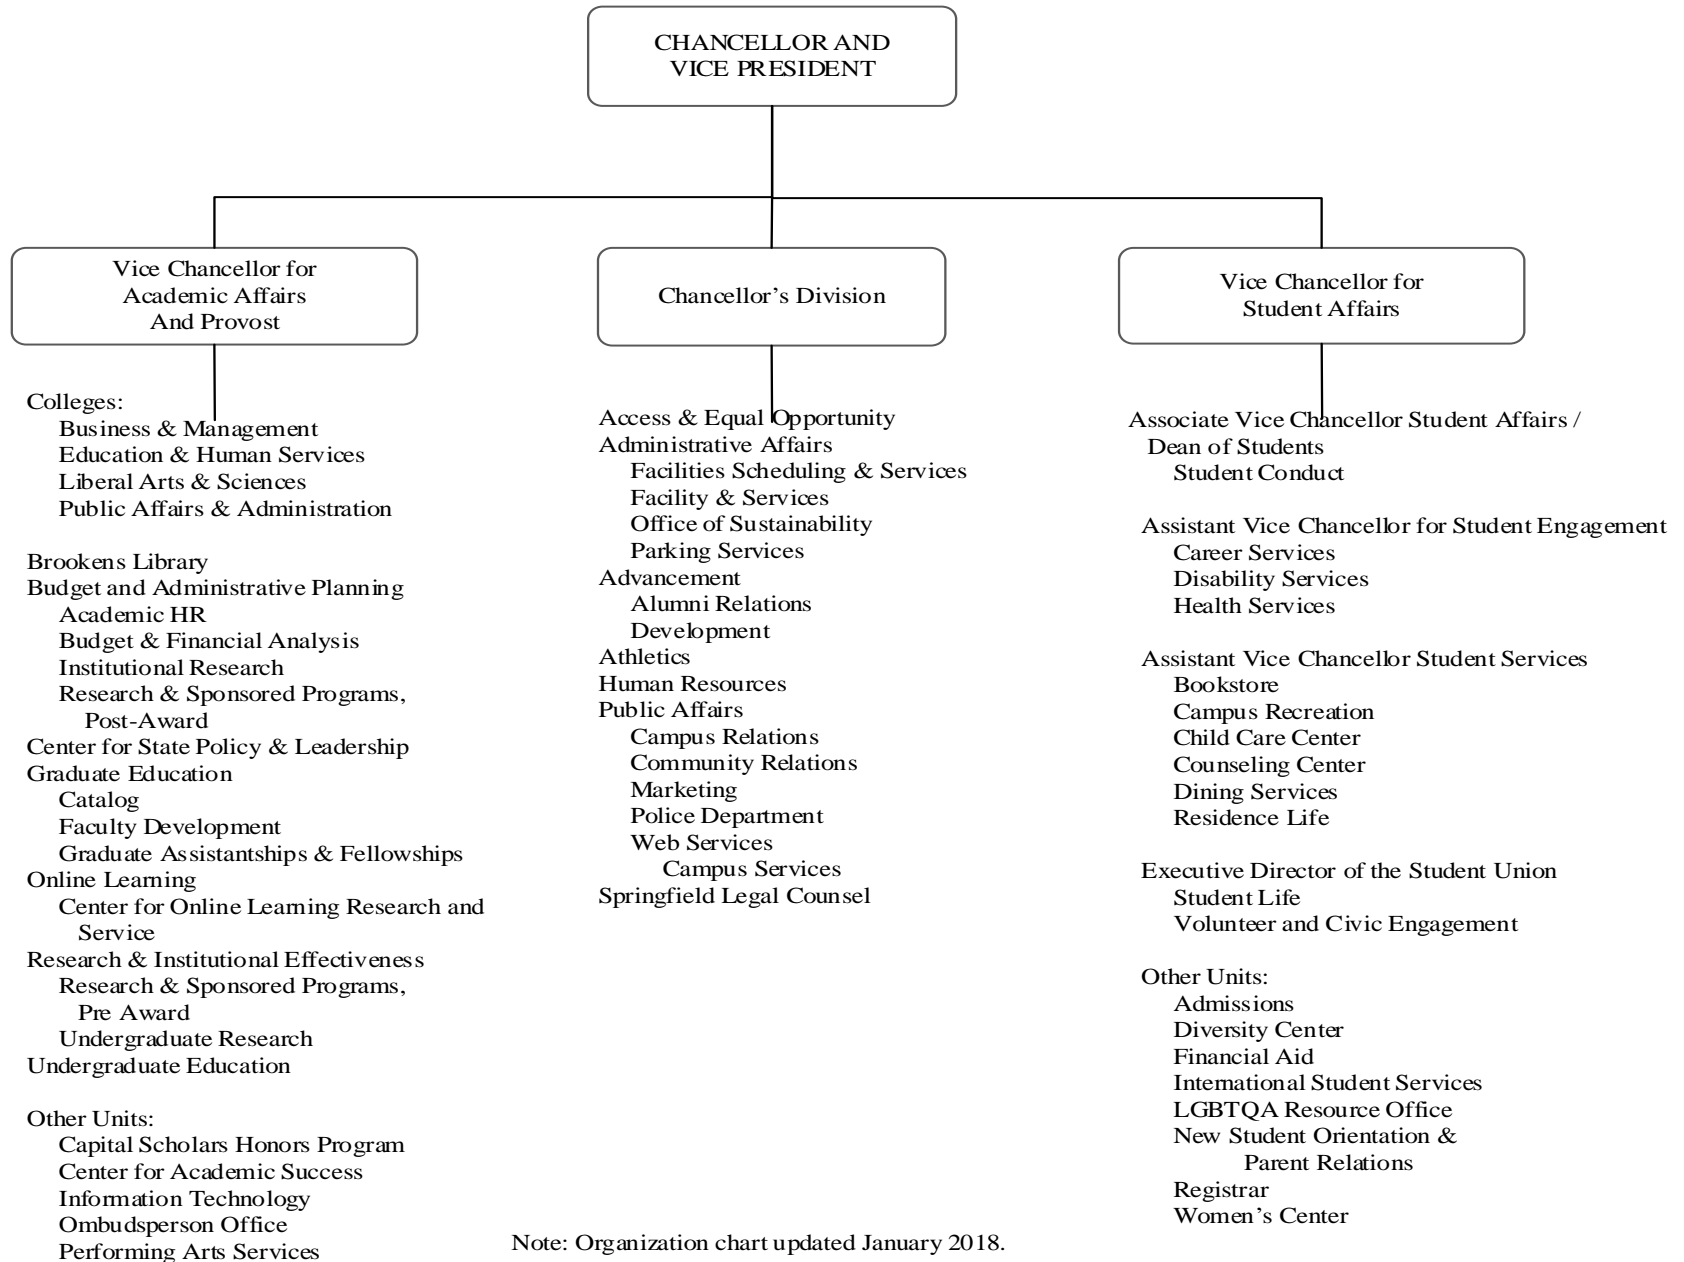 CHANCELLOR AND
VICE PRESIDENT
Vice Chancellor for
Academic Affairs
And Provost
Colleges:
Business & Management
Education & Human Services
Liberal Arts & Sciences
Public Affairs & Administration
Brookens Library
Budget and Administrative Planning
Academic HR
Budget & Financial Analysis
Institutional Research
Research & Sponsored Programs,
Post-Award
Center for State Policy & Leadership
Graduate Education
Catalog
Faculty Development
Graduate Assistantships & Fellowships
Online Learning
Center for Online Learning Research and
Service
Research & Institutional Effectiveness
Research & Sponsored Programs,
Pre Award
Undergraduate Research
Undergraduate Education
Other Units:
Capital Scholars Honors Program
Center for Academic Success
Information Technology
Ombudsperson Office
Performing Arts Services
Chancellor’s Division
Access & Equal Opportunity
Administrative Affairs
Facilities Scheduling & Services
Facility & Services
Office of Sustainability
Parking Services
Advancement
Alumni Relations
Development
Athletics
Human Resources
Public Affairs
Campus Relations
Community Relations
Marketing
Police Department
Web Services
Campus Services
Springfield Legal Counsel
Vice Chancellor for
Student Affairs
Associate Vice Chancellor Student Affairs /
Dean of Students
Student Conduct
Assistant Vice Chancellor for Student Engagement
Career Services
Disability Services
Health Services
Assistant Vice Chancellor Student Services
Bookstore
Campus Recreation
Child Care Center
Counseling Center
Dining Services
Residence Life
Executive Director of the Student Union
Student Life
Volunteer and Civic Engagement
Other Units:
Admissions
Diversity Center
Financial Aid
International Student Services
LGBTQA Resource Office
New Student Orientation &
Parent Relations
Registrar
Women’s Center
Note: Organization chart updated January 2018.